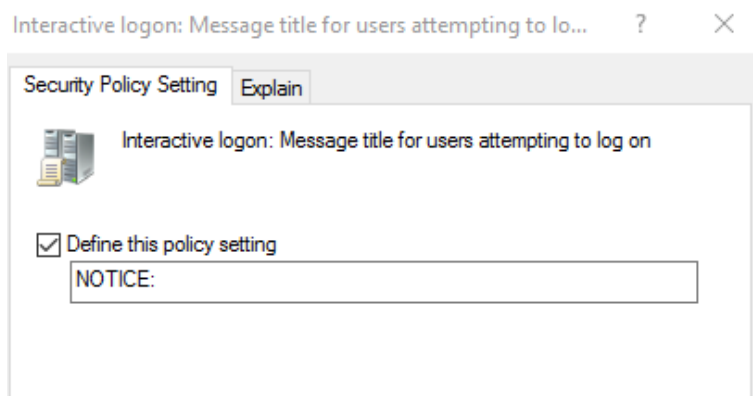 Interactive logon: Message title for users attempting to lo... ?
Security Policy Setting Explain
Interactive logon: Message title for users attempting to log on
Define this policy setting
NOTICE: